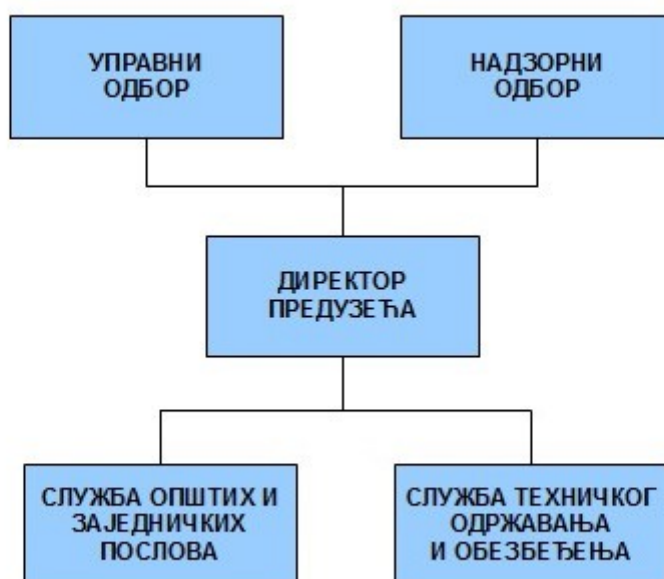 УПРАВНИ
ОДБОР
НАДЗОРНИ
ОДБОР
ДИРЕКТОР
ПРЕДУЗЕЋА
СЛУЖБА ОПШТИХ И
ЗАЈЕДНИЧКИХ
ПОСЛОВА
СЛУЖБА ТЕХНИЧКОГ
ОДРЖАВАЊА
И ОБЕЗБЕЂЕЊА